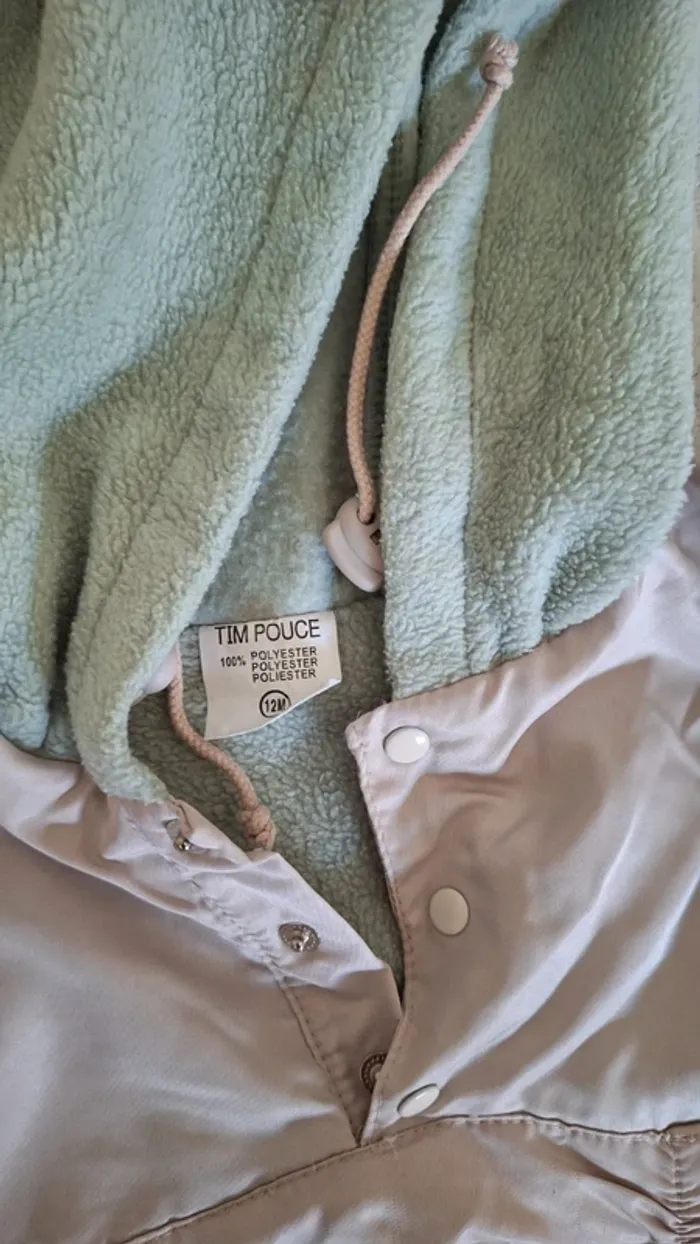 TIM POUCE
100% POLYESTER
POLYESTER
POLIESTER
12M